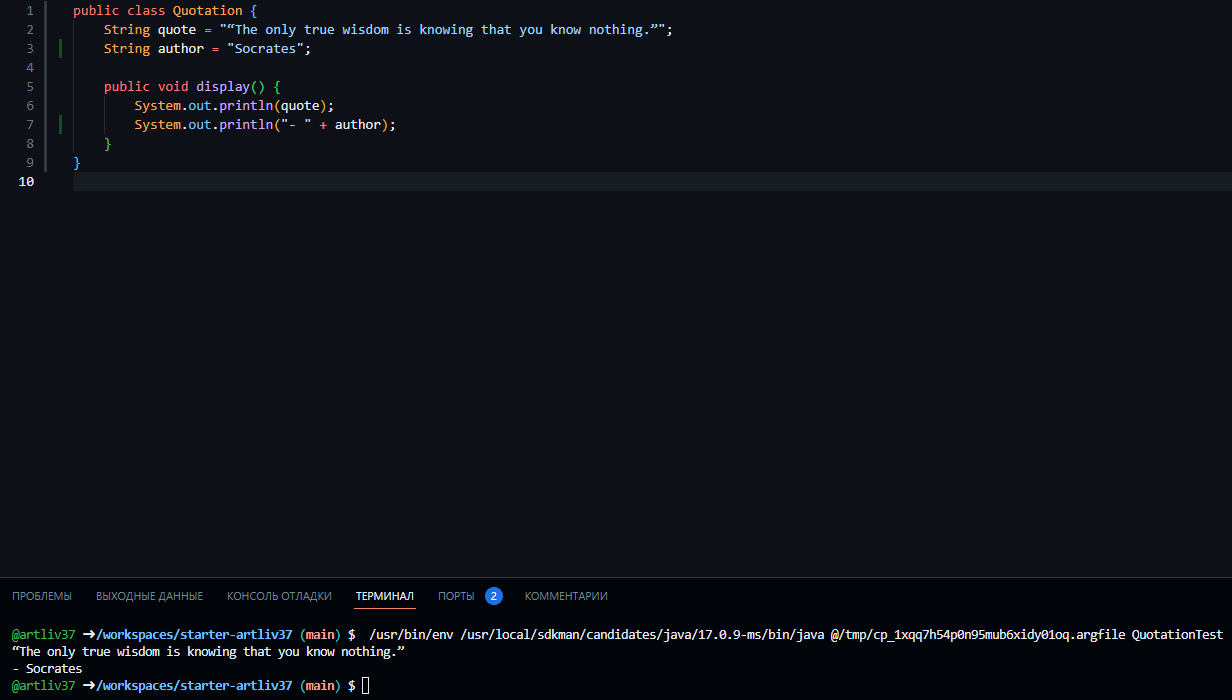 1 public class Quotation {
2 String quote = "“The only true wisdom is knowing that you know nothing.”";
3 String author = "Socrates";
4
5 public void display() {
6 System.out.println(quote);
7 System.out.println("- " + author);
8 }
9 }
10
ПРОБЛЕМЫ ВЫХОДНЫЕ ДАННЫЕ КОНСОЛЬ ОТЛАДКИ ТЕРМИНАЛ ПОРТЫ 2 КОММЕНТАРИИ
@artliv37 ➜/workspaces/starter-artliv37 (main) $ /usr/bin/env /usr/local/sdkman/candidates/java/17.0.9-ms/bin/java @/tmp/cp_1xqq7h54p0n95mub6xidy01oq.argfile QuotationTest
“The only true wisdom is knowing that you know nothing.”
- Socrates
@artliv37 ➜/workspaces/starter-artliv37 (main) $